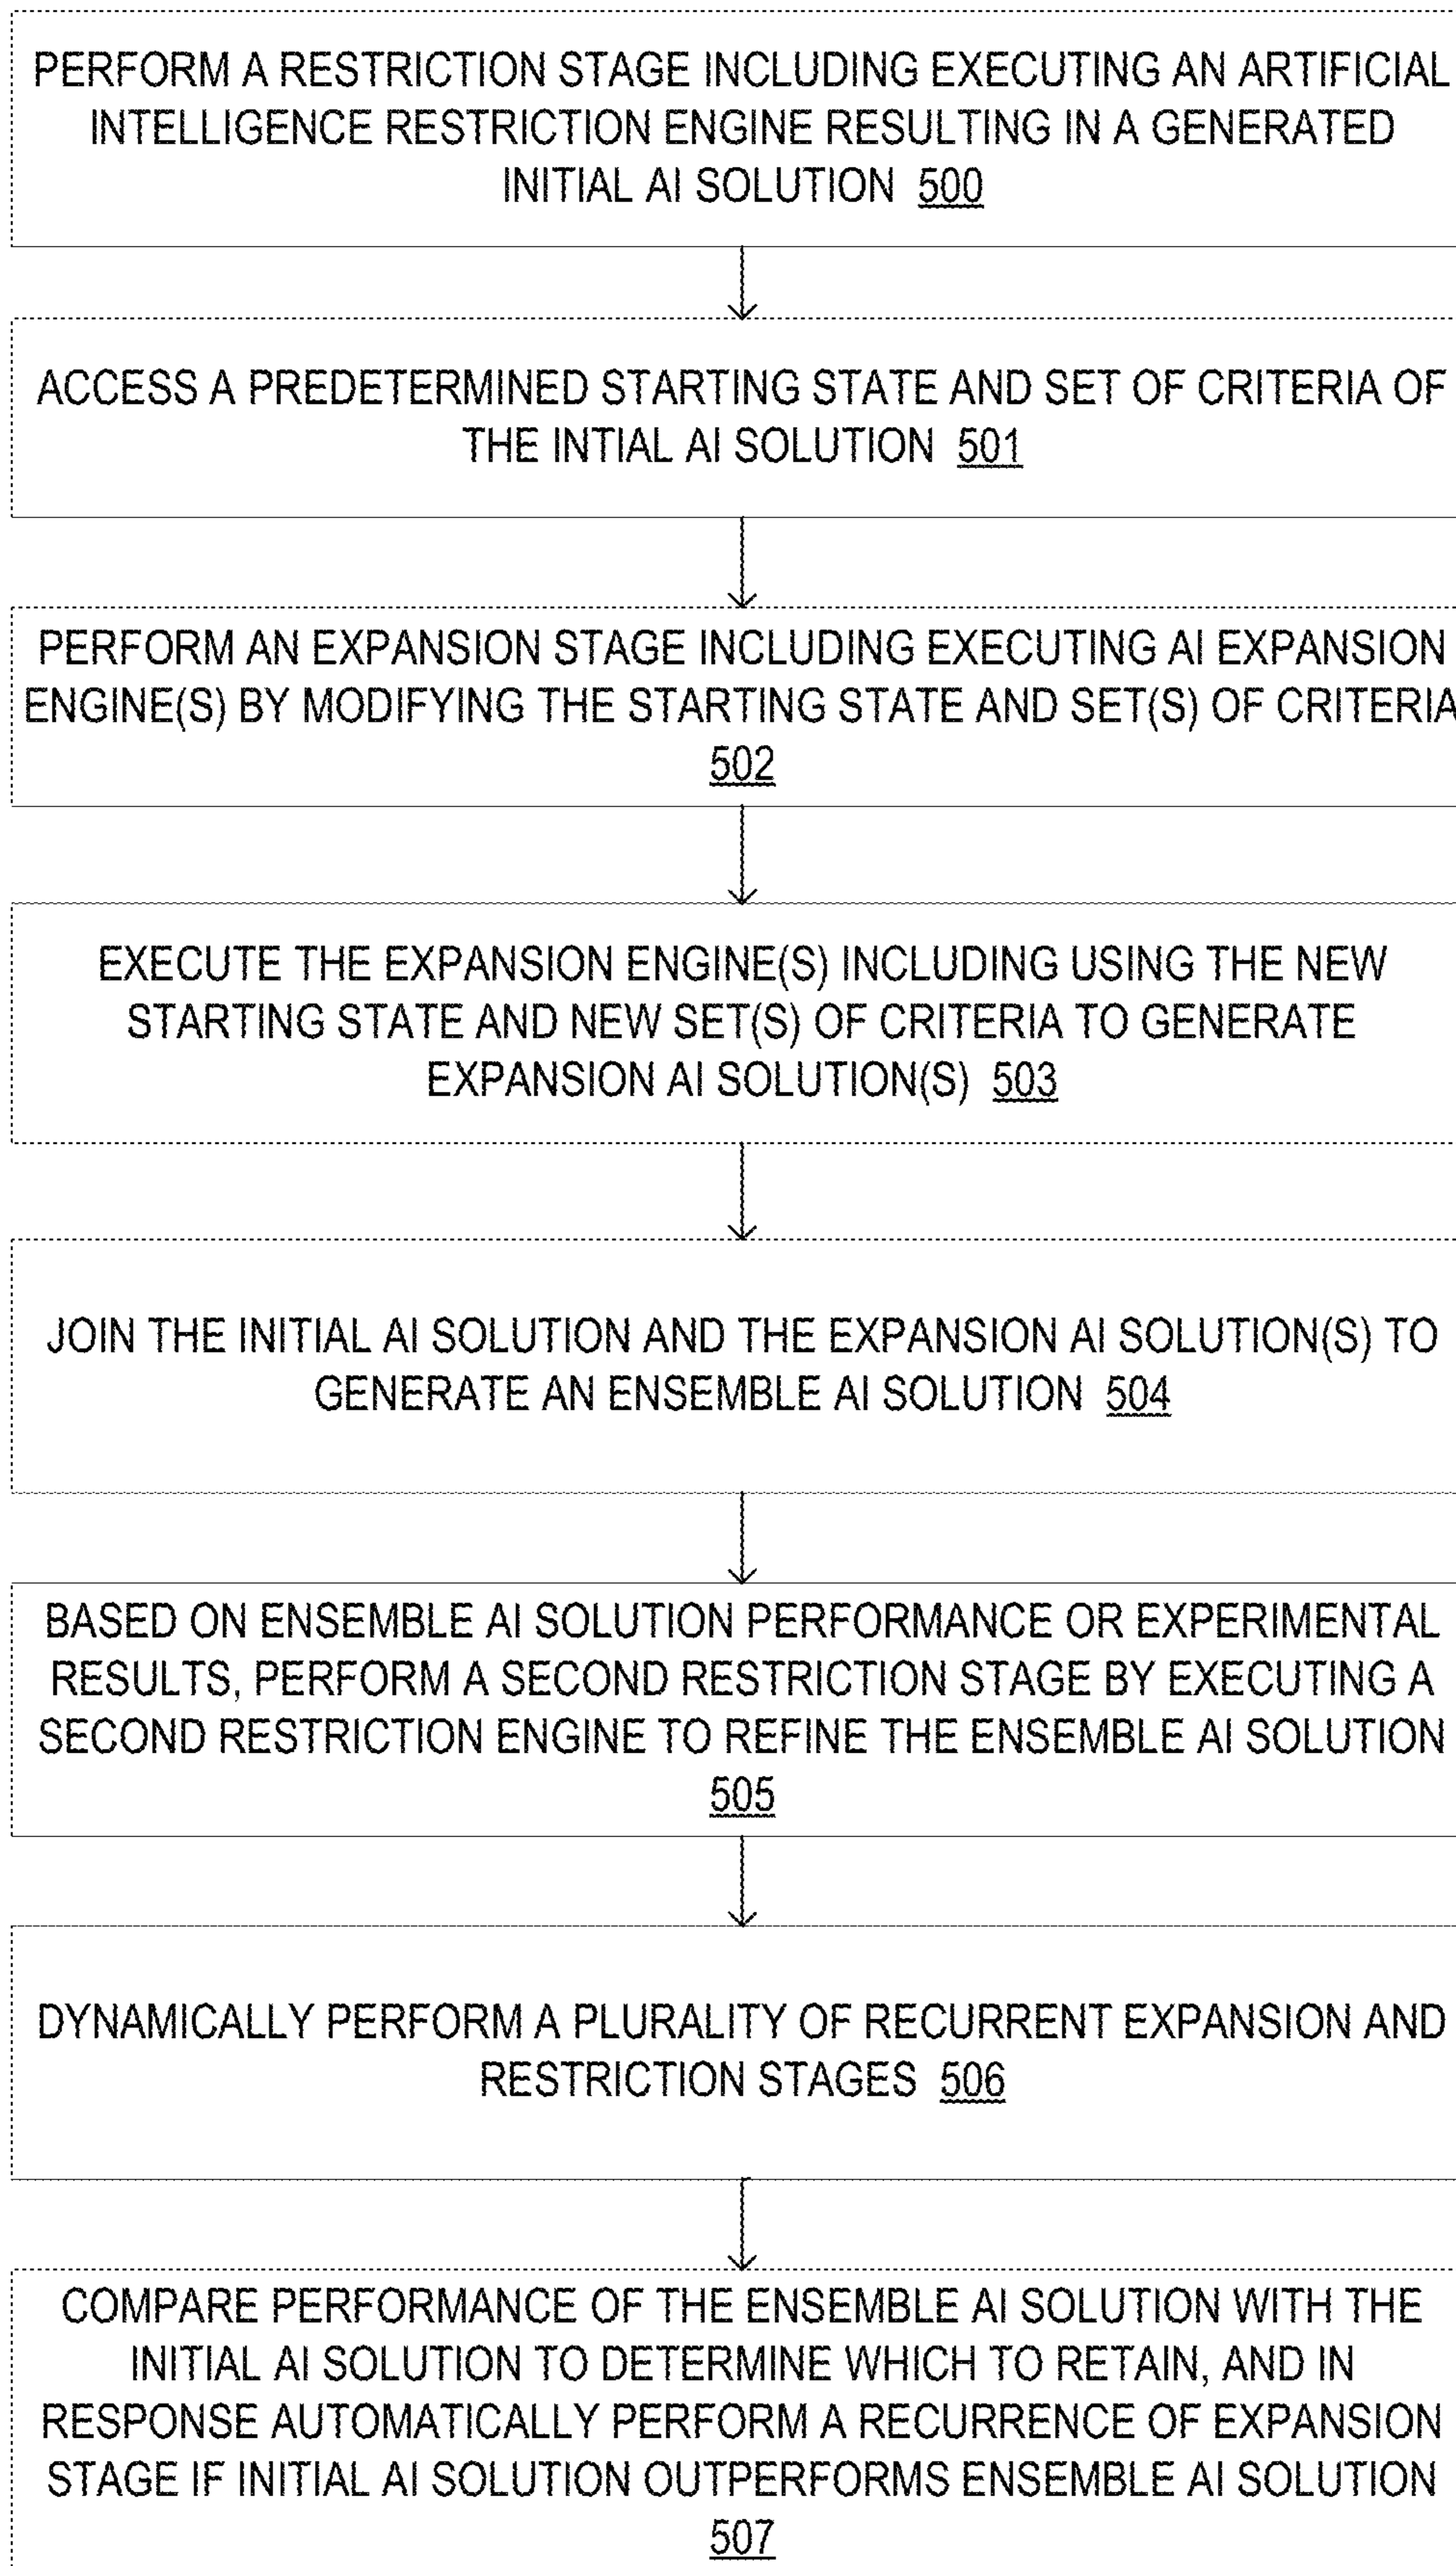 PERFORM A RESTRICTION STAGE INCLUDING EXECUTING AN ARTIFICIAL
INTELLIGENCE RESTRICTION ENGINE RESULTING IN A GENERATED
INITIAL AI SOLUTION 500
ACCESS A PREDETERMINED STARTING STATE AND SET OF CRITERIA OF
THE INTIAL AI SOLUTION 501
PERFORM AN EXPANSION STAGE INCLUDING EXECUTING AI EXPANSION
ENGINE(S) BY MODIFYING THE STARTING STATE AND SET(S) OF CRITERIA
502
EXECUTE THE EXPANSION ENGINE(S) INCLUDING USING THE NEW
STARTING STATE AND NEW SET(S) OF CRITERIA TO GENERATE
EXPANSION AI SOLUTION(S) 503
JOIN THE INITIAL AI SOLUTION AND THE EXPANSION AI SOLUTION(S) TO
GENERATE AN ENSEMBLE AI SOLUTION 504
BASED ON ENSEMBLE AI SOLUTION PERFORMANCE OR EXPERIMENTAL
RESULTS, PERFORM A SECOND RESTRICTION STAGE BY EXECUTING A
SECOND RESTRICTION ENGINE TO REFINE THE ENSEMBLE AI SOLUTION
505
DYNAMICALLY PERFORM A PLURALITY OF RECURRENT EXPANSION AND
RESTRICTION STAGES 506
COMPARE PERFORMANCE OF THE ENSEMBLE AI SOLUTION WITH THE
INITIAL AI SOLUTION TO DETERMINE WHICH TO RETAIN, AND IN
RESPONSE AUTOMATICALLY PERFORM A RECURRENCE OF EXPANSION
STAGE IF INITIAL AI SOLUTION OUTPERFORMS ENSEMBLE AI SOLUTION
507